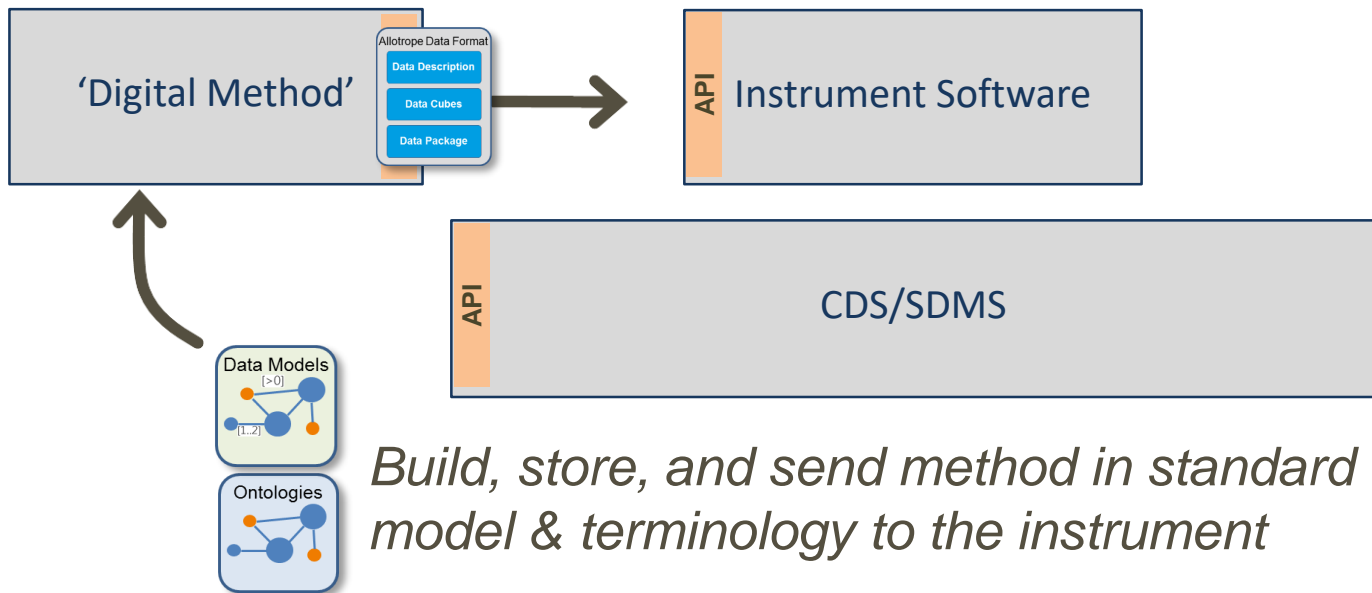 ‘Digital Method’
Allotrope Data Format
Data Description
Data Cubes
Data Package
API
Instrument Software
API
CDS/SDMS
Data Models
[>0]
[1..2]
Ontologies
Build, store, and send method in standard
model & terminology to the instrument